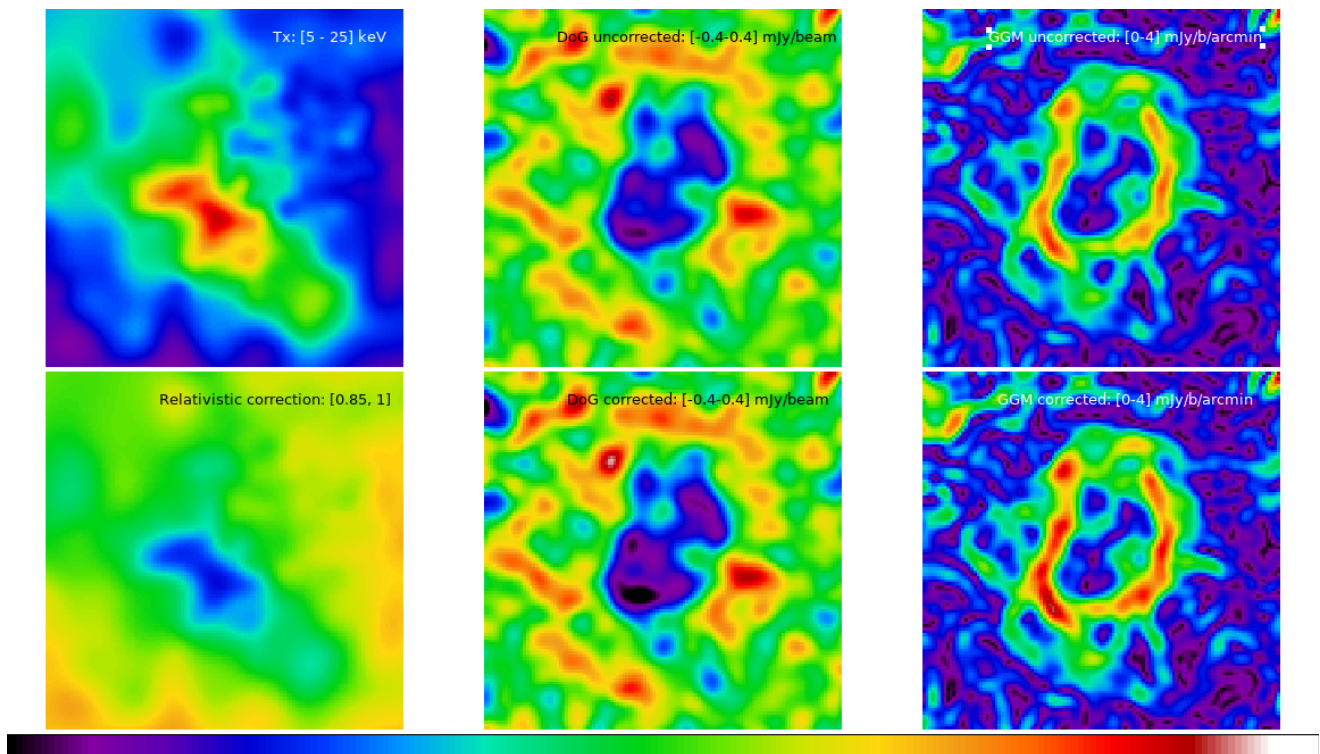 Tx: [5 - 25] keV
DoG uncorrected: [-0.4-0.4] mJy/beam
GGM uncorrected: [0-4] mJy/b/arcmin
Relativistic correction: [0.85, 1]
DoG corrected: [-0.4-0.4] mJy/beam
GGM corrected: [0-4] mJy/b/arcmin